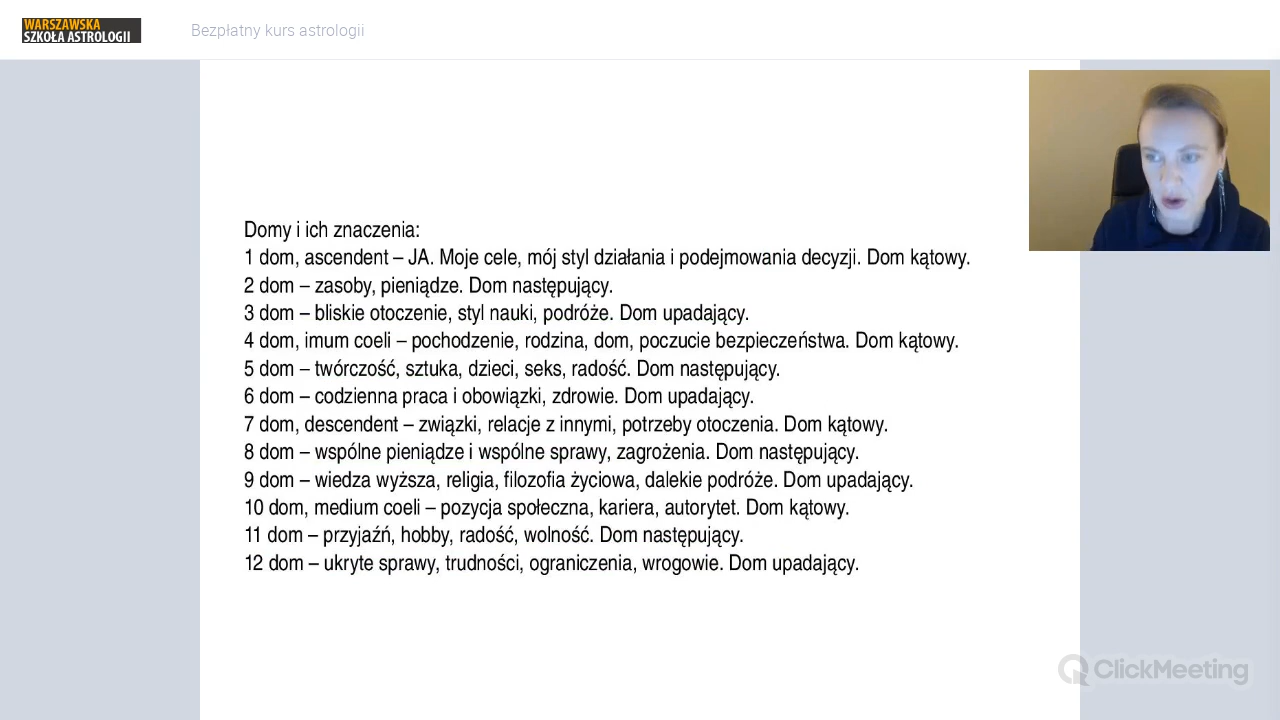 WARSZAWSKA
SZKOŁA ASTROLOGII
Bezpłatny kurs astrologii
Domy i ich znaczenia:
1 dom, ascendent – JA. Moje cele, mój styl działania i podejmowania decyzji. Dom kątowy.
2 dom – zasoby, pieniądze. Dom następujący.
3 dom – bliskie otoczenie, styl nauki, podróże. Dom upadający.
4 dom, imum coeli – pochodzenie, rodzina, dom, poczucie bezpieczeństwa. Dom kątowy.
5 dom – twórczość, sztuka, dzieci, seks, radość. Dom następujący.
6 dom – codzienna praca i obowiązki, zdrowie. Dom upadający.
7 dom, descendent – związki, relacje z innymi, potrzeby otoczenia. Dom kątowy.
8 dom – wspólne pieniądze i wspólne sprawy, zagrożenia. Dom następujący.
9 dom – wiedza wyższa, religia, filozofia życiowa, dalekie podróże. Dom upadający.
10 dom, medium coeli – pozycja społeczna, kariera, autorytet. Dom kątowy.
11 dom – przyjaźń, hobby, radość, wolność. Dom następujący.
12 dom – ukryte sprawy, trudności, ograniczenia, wrogowie. Dom upadający.
ClickMeeting